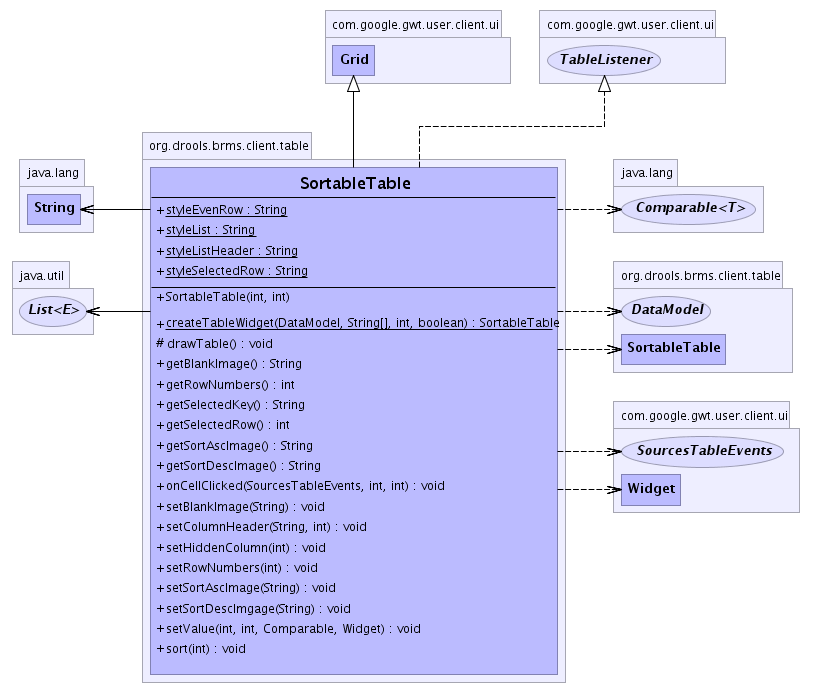 com.google.gwt.user.client.ui
Grid
com.google.gwt.user.client.ui
TableListener
org.drools.brms.client.table
SortableTable
+styleEvenRow : String
+styleList : String
+styleListHeader : String
+styleSelectedRow : String
+SortableTable(int, int)
+createTableWidget(DataModel, String[], int, boolean) : SortableTable
# drawTable() : void
+getBlankImage() : String
+getRowNumbers() : int
+getSelectedKey() : String
+getSelectedRow() : int
+getSortAscImage() : String
+getSortDescImage() : String
+onCellClicked(SourcesTableEvents, int, int) : void
+setBlankImage(String) : void
+setColumnHeader(String, int) : void
+setHiddenColumn(int) : void
+setRowNumbers(int) : void
+setSortAscImage(String) : void
+setSortDescImgage(String) : void
+setValue(int, int, Comparable, Widget) : void
+sort(int) : void
java.lang
String
java.util
List<E>
java.lang
Comparable<T>
org.drools.brms.client.table
DataModel
SortableTable
com.google.gwt.user.client.ui
SourcesTableEvents
Widget